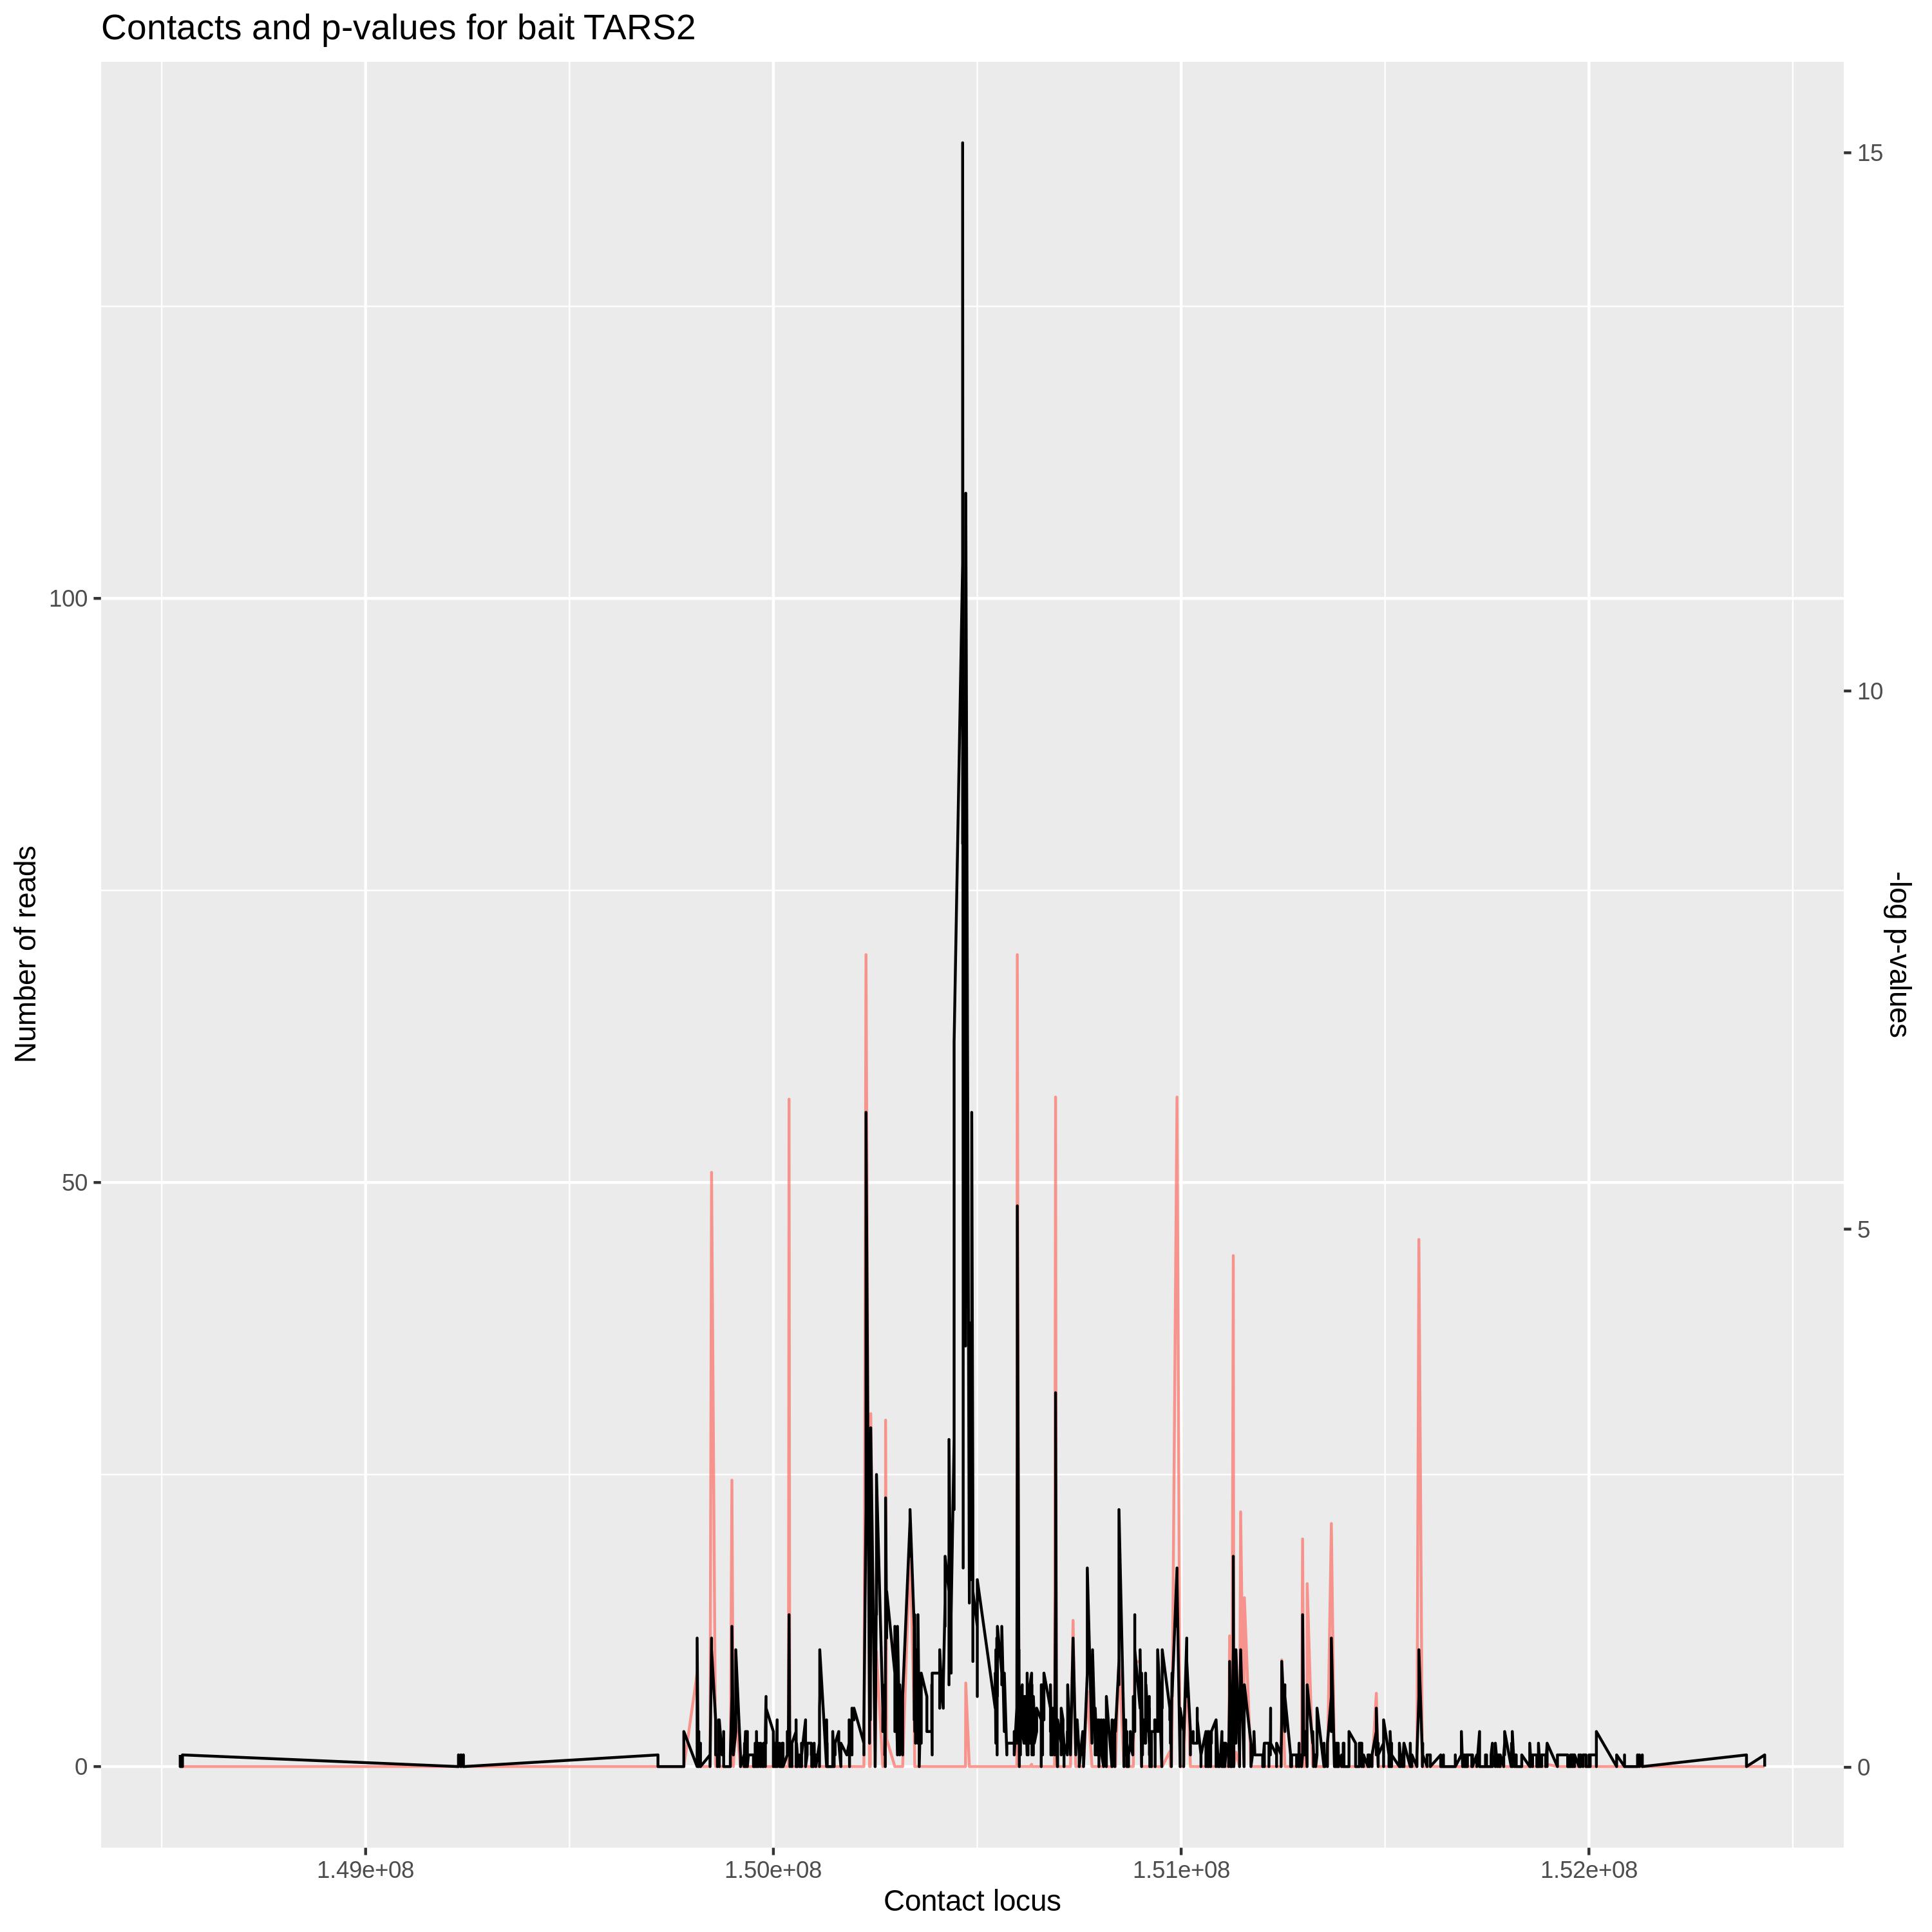 Contacts and p-values for bait TARS2
15
100
10
Number of reads
-log p-values
50
5
0
0
1.49e+08
1.50e+08
1.51e+08
1.52e+08
Contact locus